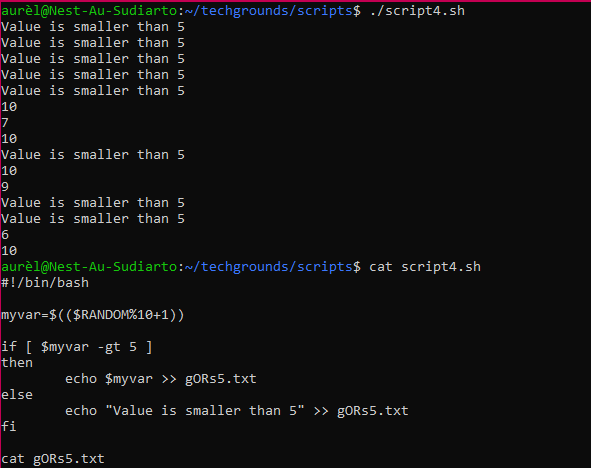 aurèl@Nest-Au-Sudiarto:~/techgrounds/scripts$ ./script4.sh
Value is smaller than 5
Value is smaller than 5
Value is smaller than 5
Value is smaller than 5
Value is smaller than 5
10
7
10
Value is smaller than 5
10
9
Value is smaller than 5
Value is smaller than 5
6
10
aurèl@Nest-Au-Sudiarto:~/techgrounds/scripts$ cat script4.sh
#!/bin/bash
myvar=$(($RANDOM%10+1))
if [ $myvar -gt 5 ]
then
        echo $myvar >> gORs5.txt
else
        echo "Value is smaller than 5" >> gORs5.txt
fi
cat gORs5.txt